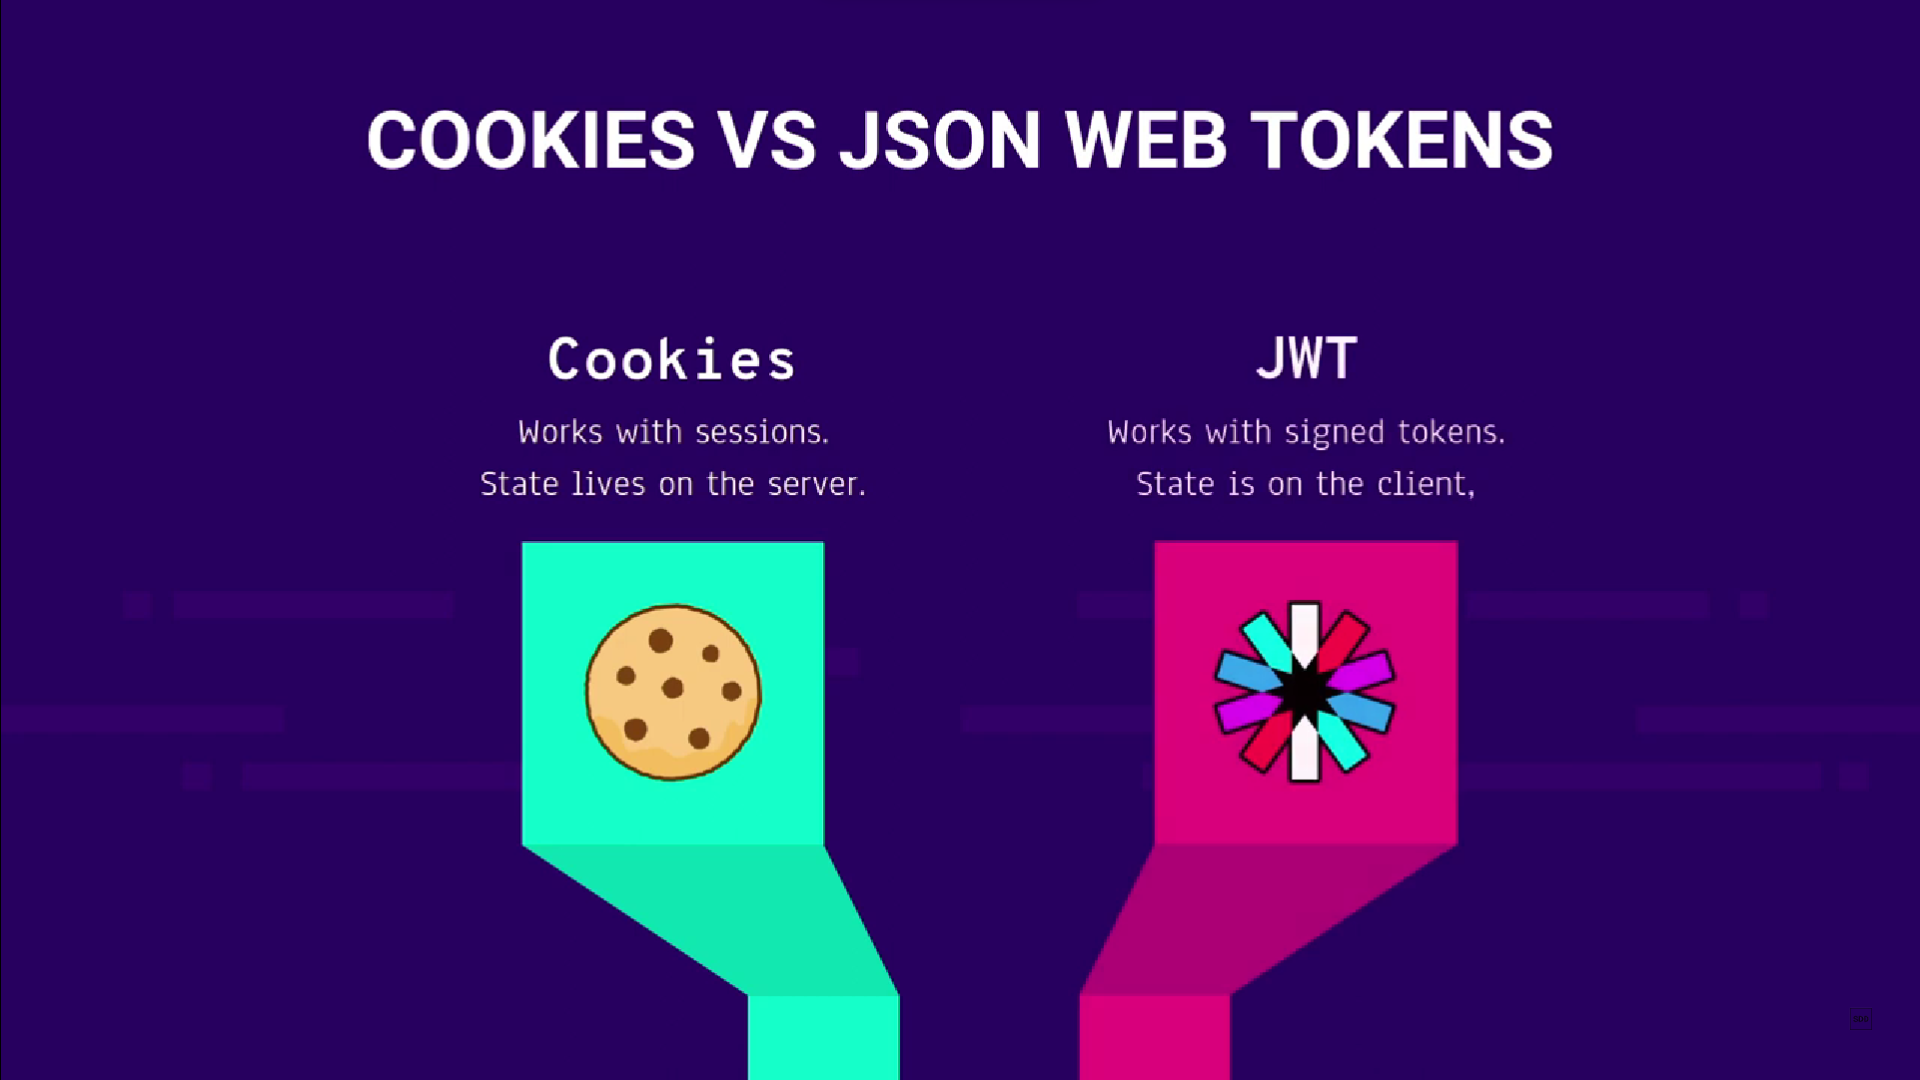 COOKIES VS JSON WEB TOKENS
Cookies
Works with sessions.
State lives on the server.
JWT
Works with signed tokens.
State is on the client,